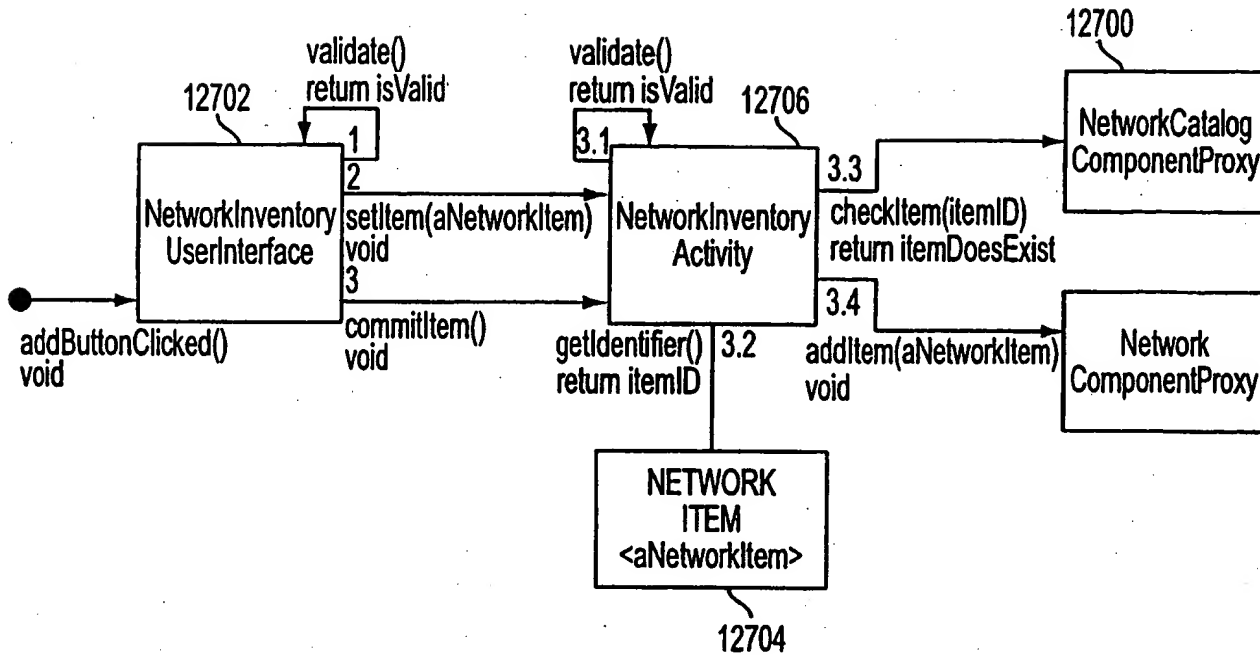 12700
validate()
return isValid
validate()
return isValid
12702
12706
1
2
3.1
3.3
NetworkCatalog
ComponentProxy
NetworkInventory
UserInterface
setItem(aNetworkItem)
void
3
NetworkInventory
Activity
checkItem(itemID)
return itemDoesExist
3.4
addButtonClicked()
void
commitItem()
void
getIdentifier()
return itemID
3.2
addItem(aNetworkItem)
void
Network
ComponentProxy
NETWORK
ITEM
<aNetworkItem>
12704